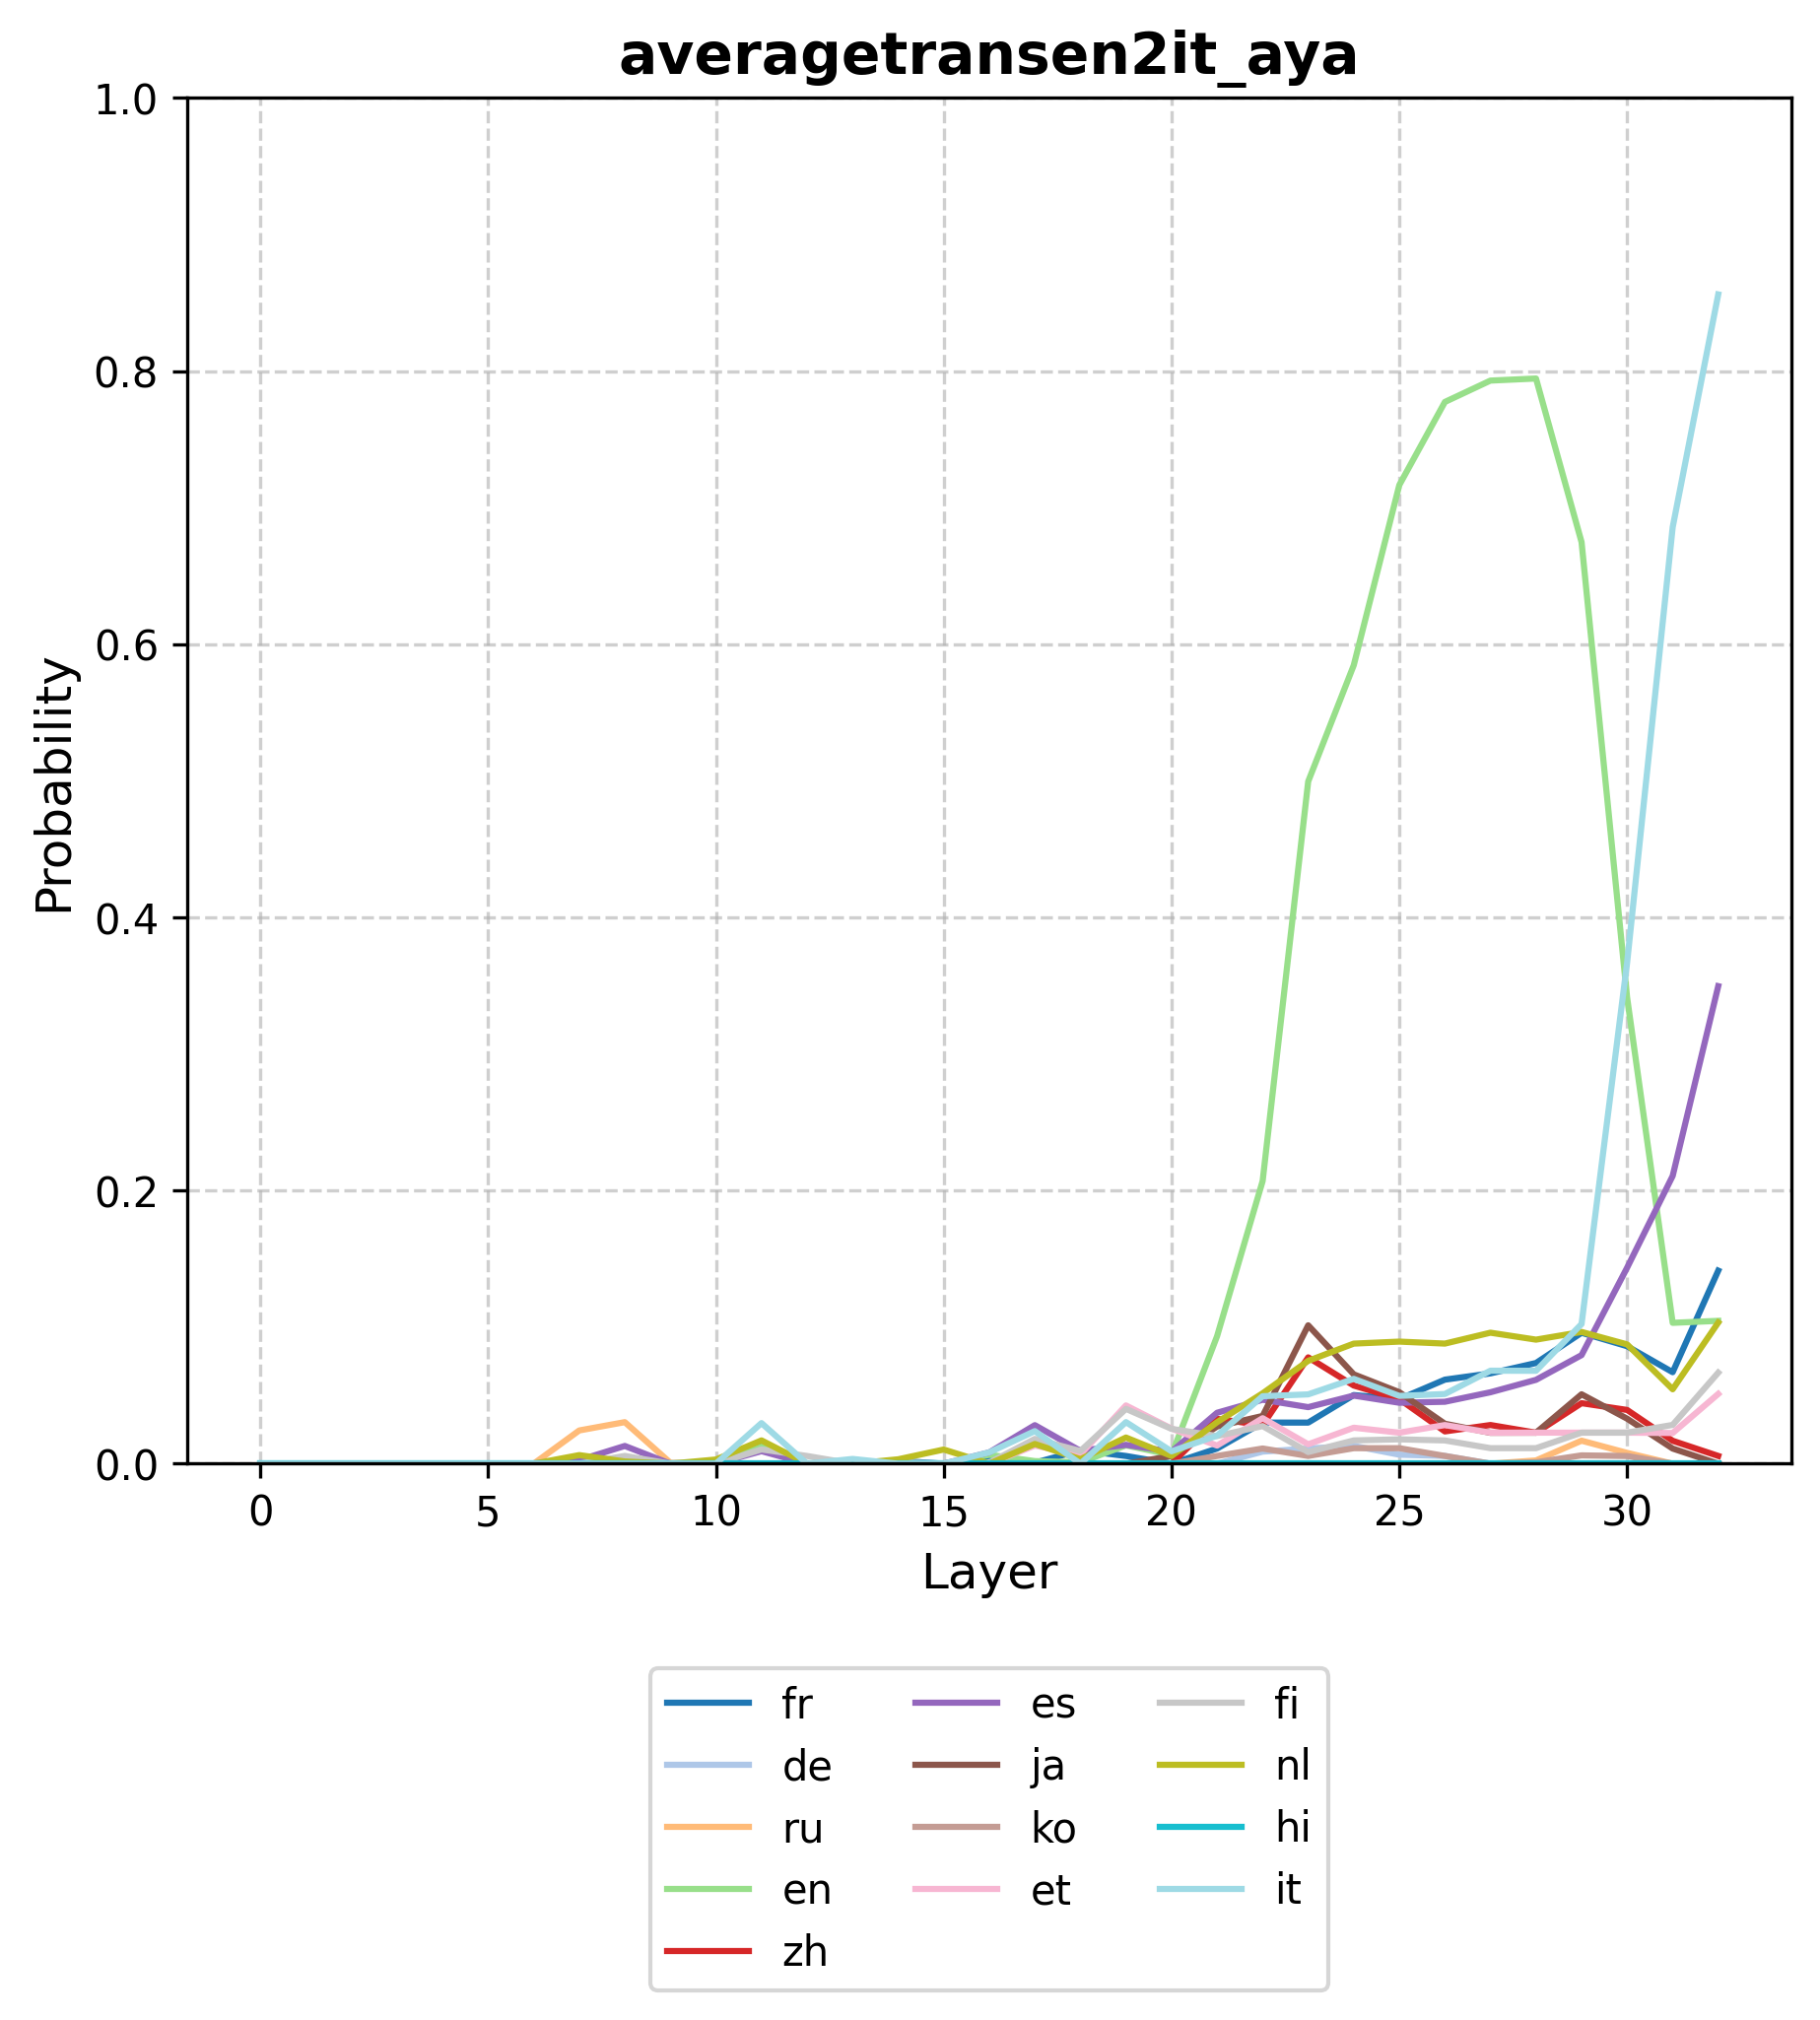 averagetransen2it_aya
1.0
0.8
0.6
0.4
0.2
0.0
Probability
0 5 10 15 20 25 30
Layer
fr es fi
de ja nl
ru ko hi
en et it
zh